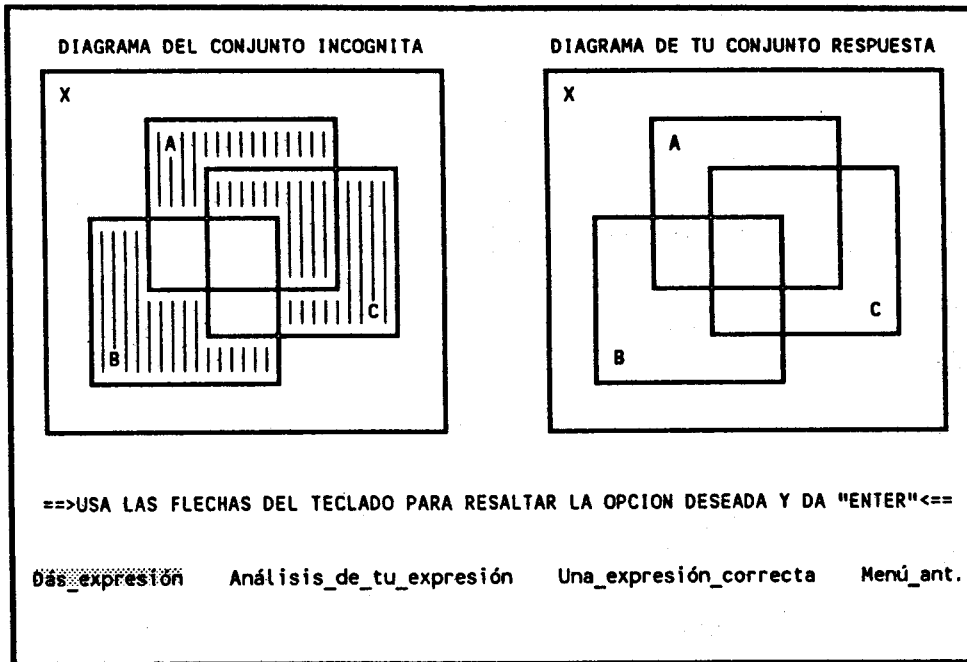 DIAGRAMA DEL CONJUNTO INCOGNITA
DIAGRAMA DE TU CONJUNTO RESPUESTA
X
A
C
B
X
A
C
B
==>USA LAS FLECHAS DEL TECLADO PARA RESALTAR LA OPCION DESEADA Y DA "ENTER"<==
Dás_expresión Análisis_de_tu_expresión Una_expresión_correcta Menú_ant.